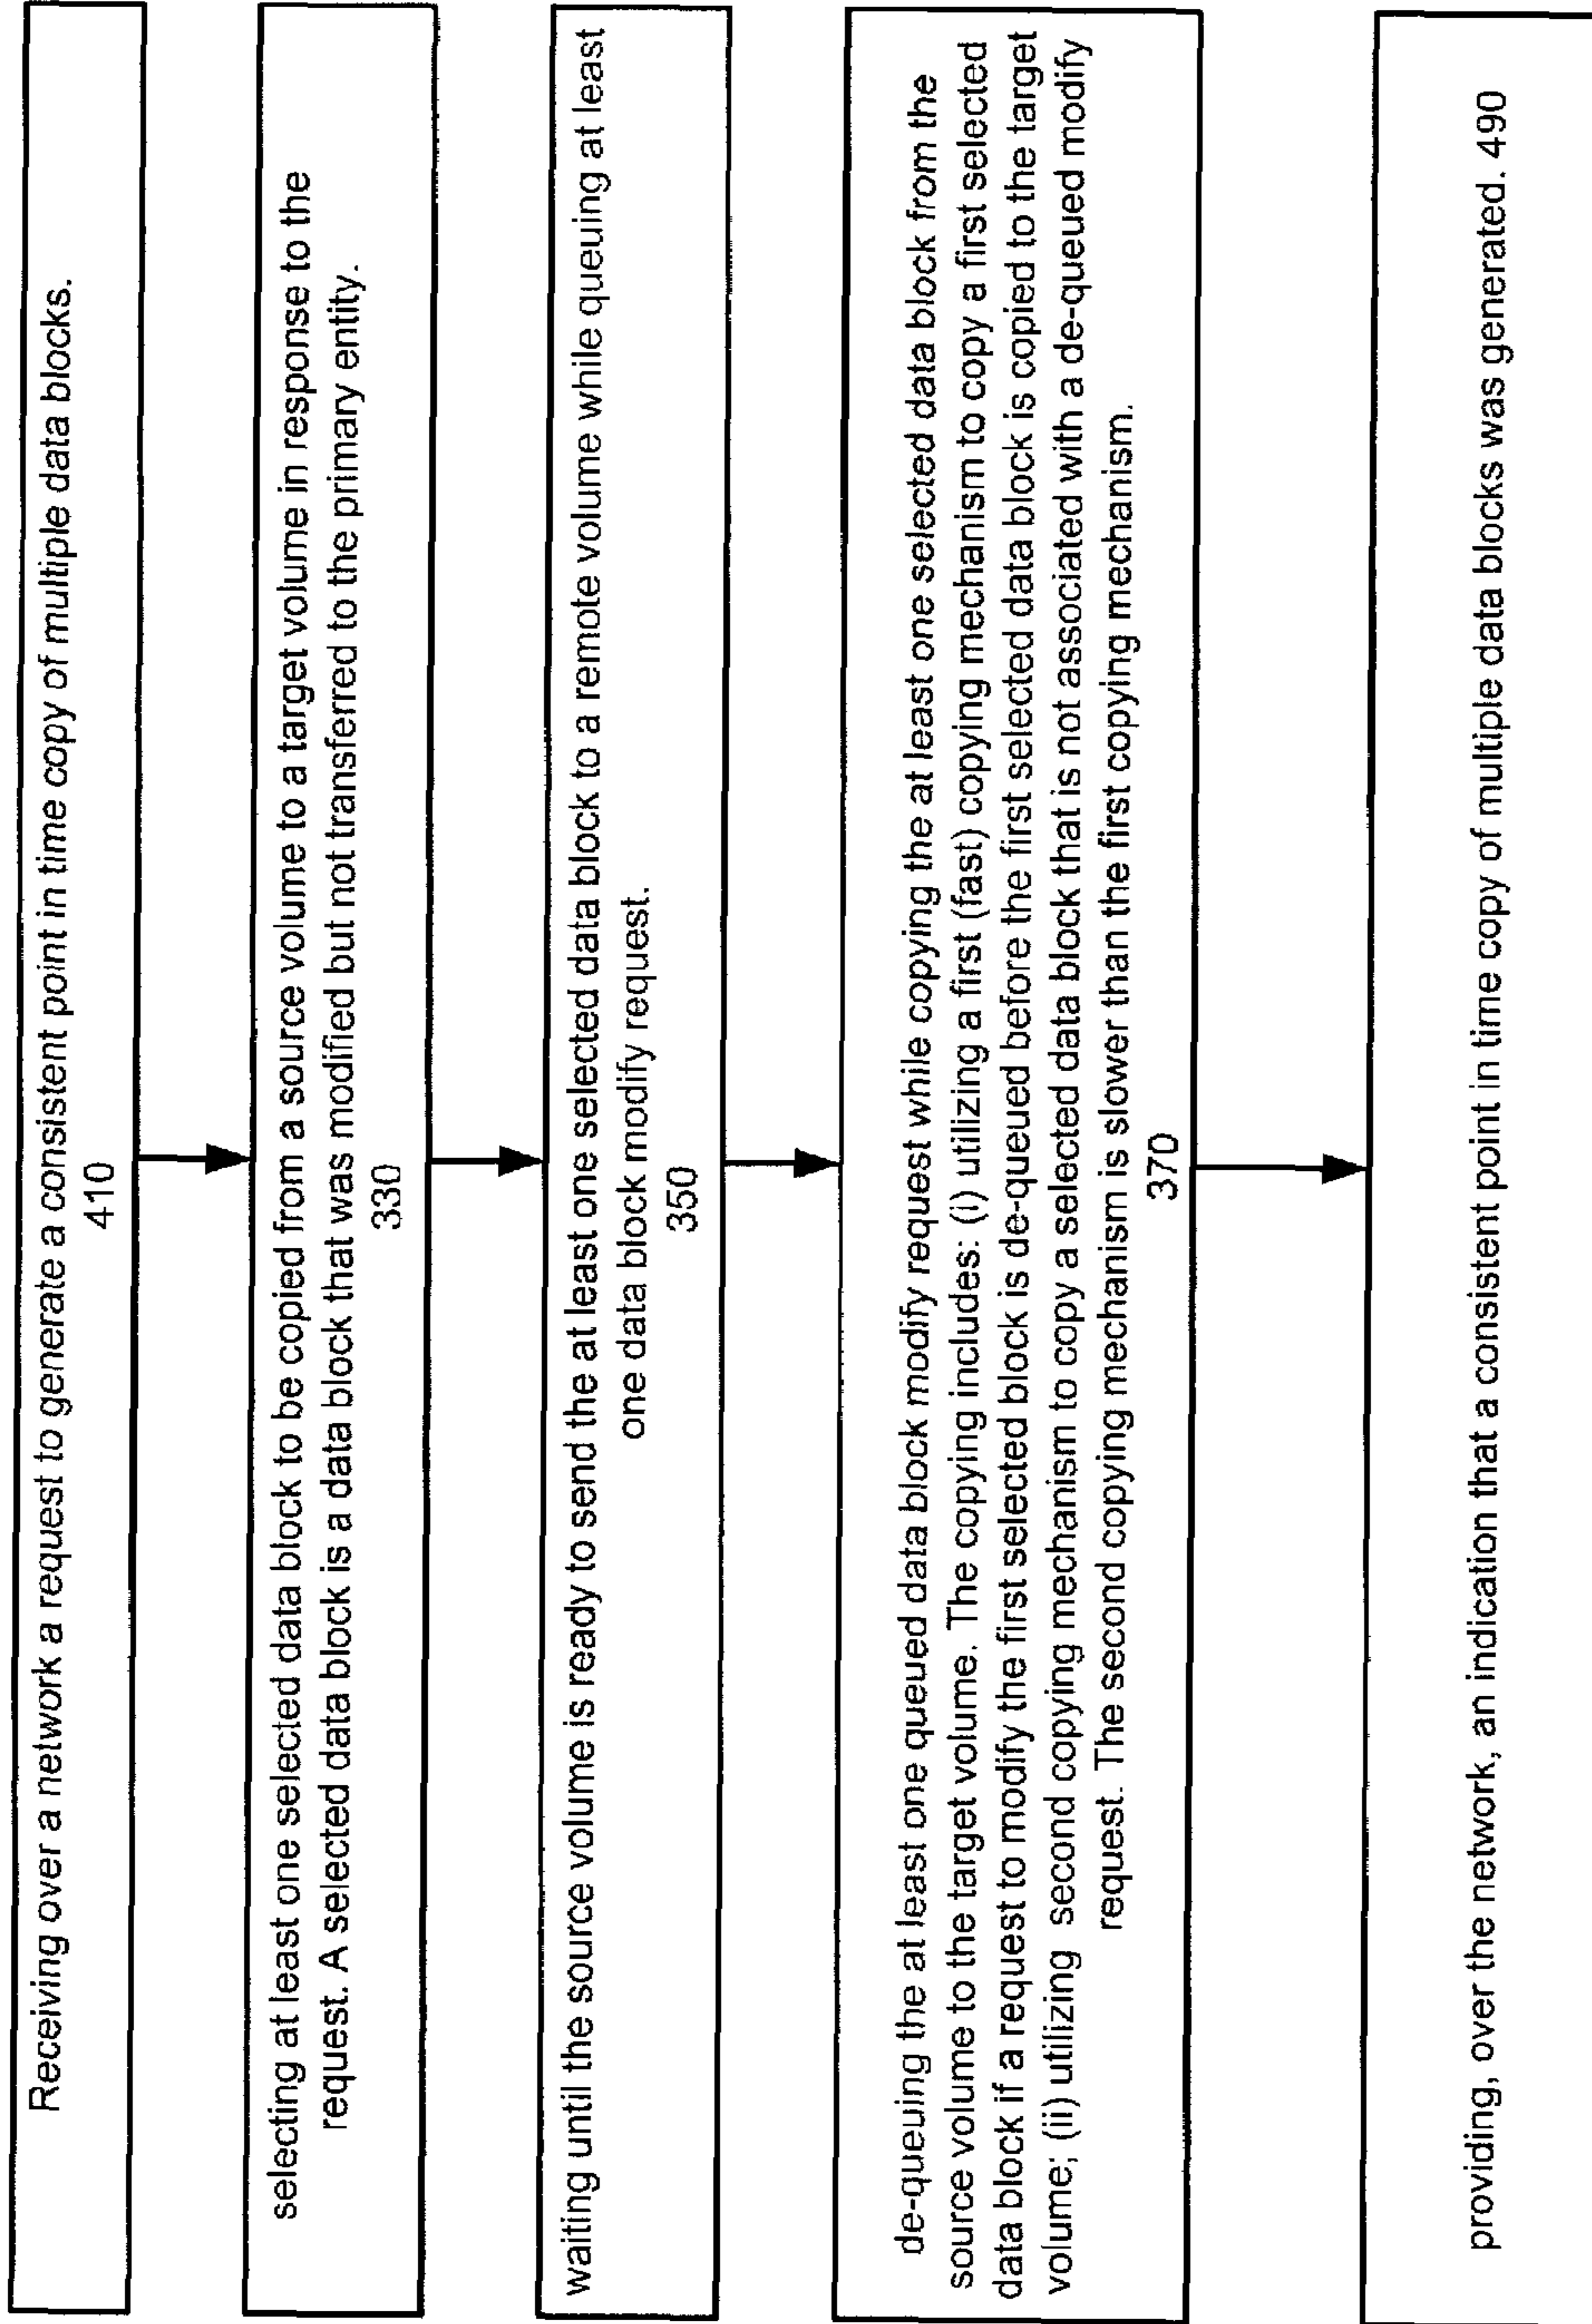 Receiving over a network a request to generate a consistent point in time copy of multiple data blocks.
410
selecting at least one selected data block to be copied from a source volume to a target volume in response to the
request. A selected data block is a data block that was modified but not transferred to the primary entity.
330
waiting until the source volume is ready to send the at least one selected data block to a remote volume while queuing at least
one data block modify request.
350
de-queuing the at least one queued data block modify request while copying the at least one selected data block from the
source volume to the target volume. The copying includes: (i) utilizing a first (fast) copying mechanism to copy a first selected
data block if a request to modify the first selected block is de-queued before the first selected data block is copied to the target
volume; (ii) utilizing second copying mechanism to copy a selected data block that is not associated with a de-queued modify
request. The second copying mechanism is slower than the first copying mechanism.
370
providing, over the network, an indication that a consistent point in time copy of multiple data blocks was generated. 490